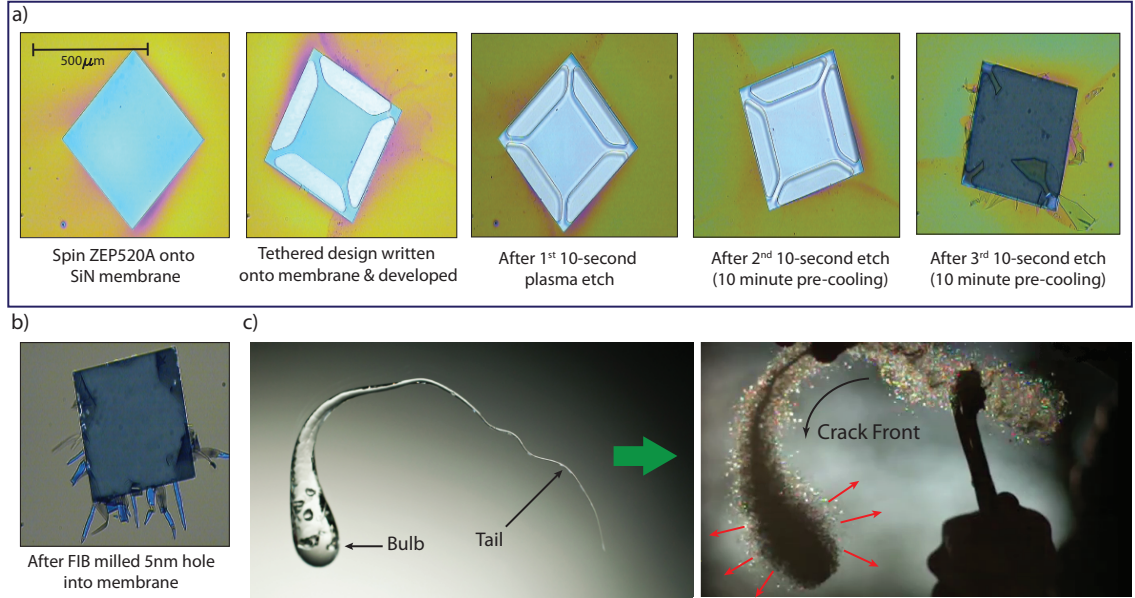 a)
500μm
Spin ZEP520A onto
SiN membrane
Tethered design written
onto membrane & developed
After 1st 10-second
plasma etch
After 2nd 10-second etch
(10 minute pre-cooling)
After 3rd 10-second etch
(10 minute pre-cooling)
b)
After FIB milled 5nm hole
into membrane
c)
Bulb
Tail
Crack Front